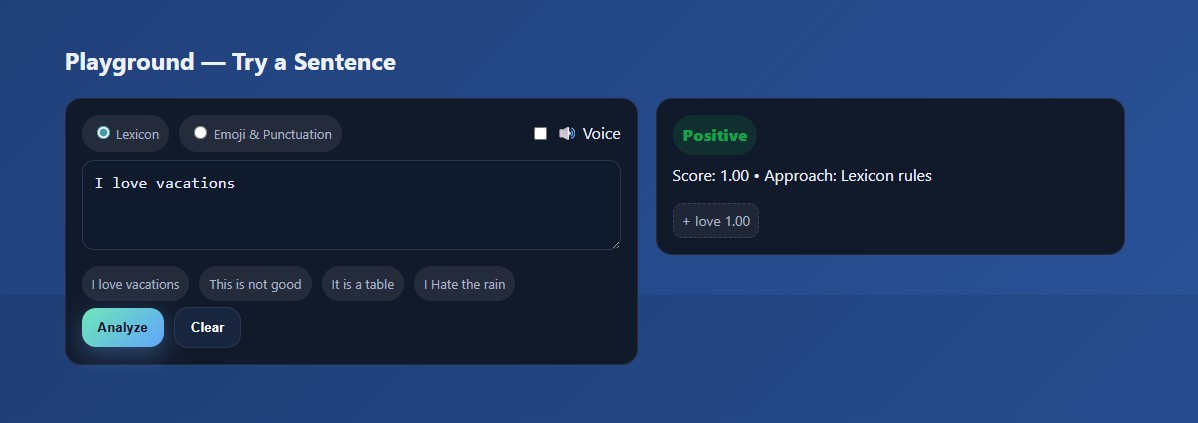 Playground — Try a Sentence
Lexicon
Emoji & Punctuation
Voice
I love vacations
I love vacations
This is not good
It is a table
I Hate the rain
Analyze
Clear
Positive
Score: 1.00 • Approach: Lexicon rules
+ love 1.00